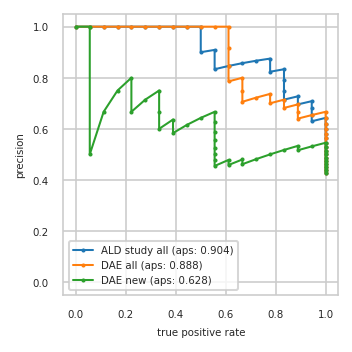 1.0
0.8
0.6
0.4
0.2
0.0
precision
ALD study all (aps: 0.904)
DAE all (aps: 0.888)
DAE new (aps: 0.628)
0.0 0.2 0.4 0.6 0.8 1.0
true positive rate